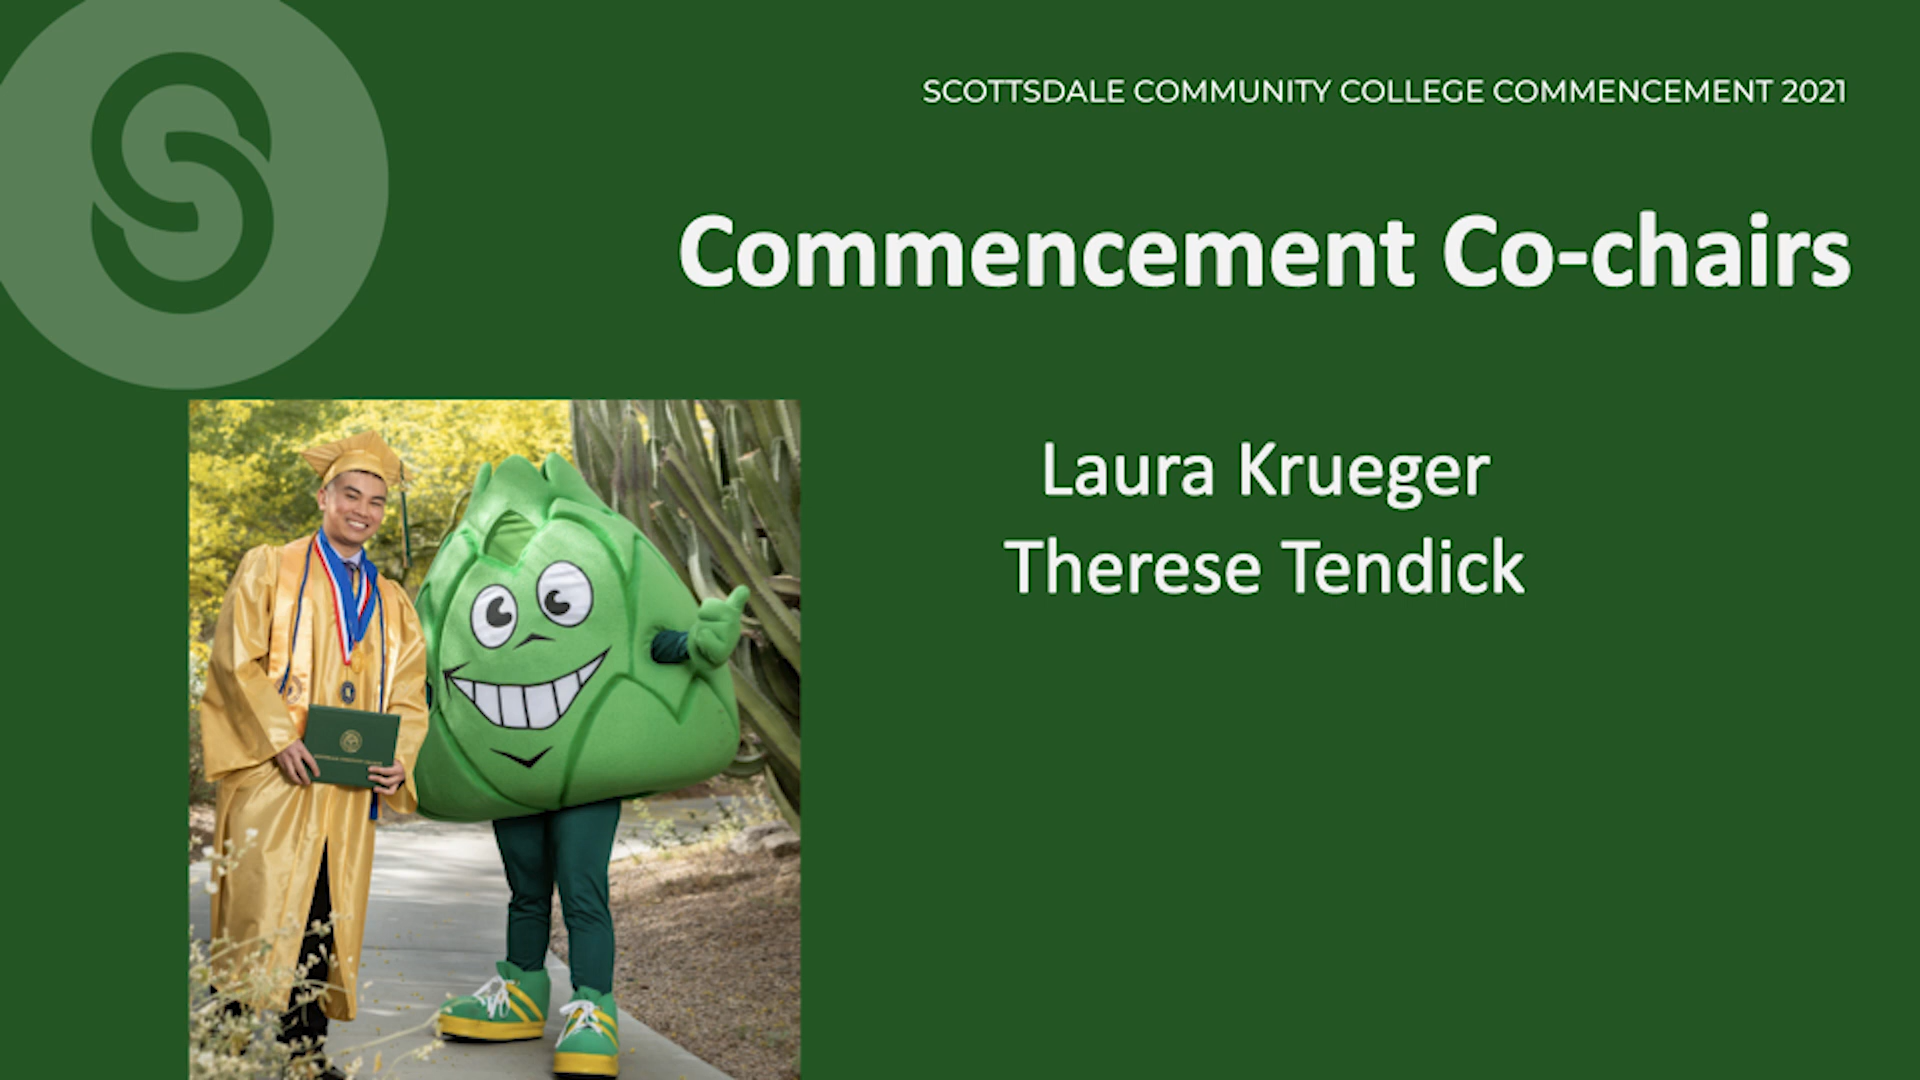 SCOTTSDALE COMMUNITY COLLEGE COMMENCEMENT 2021
Commencement Co-chairs
Laura Krueger
Therese Tendick